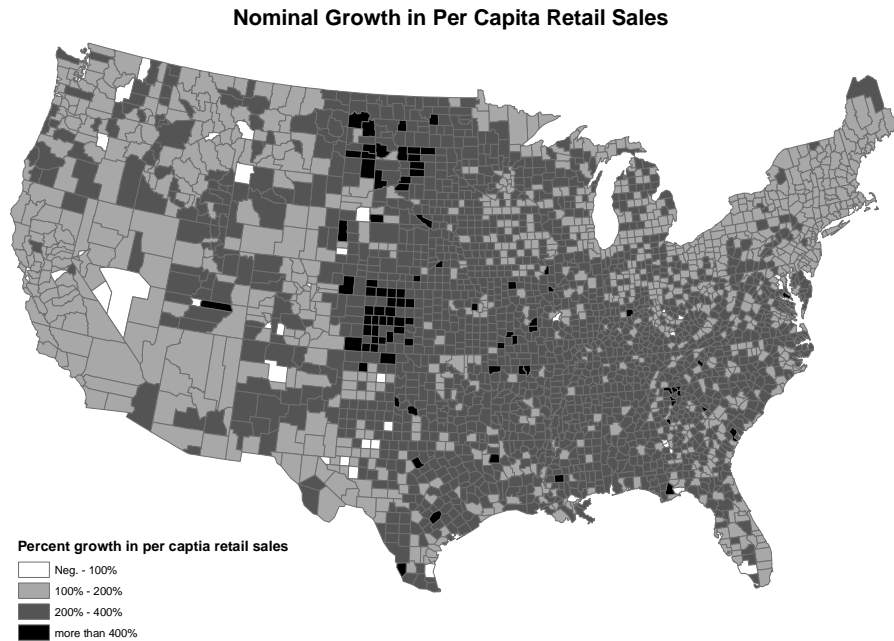 Nominal Growth in Per Capita Retail Sales
Percent growth in per captia retail sales
Neg. - 100%
100% - 200%
200% - 400%
more than 400%